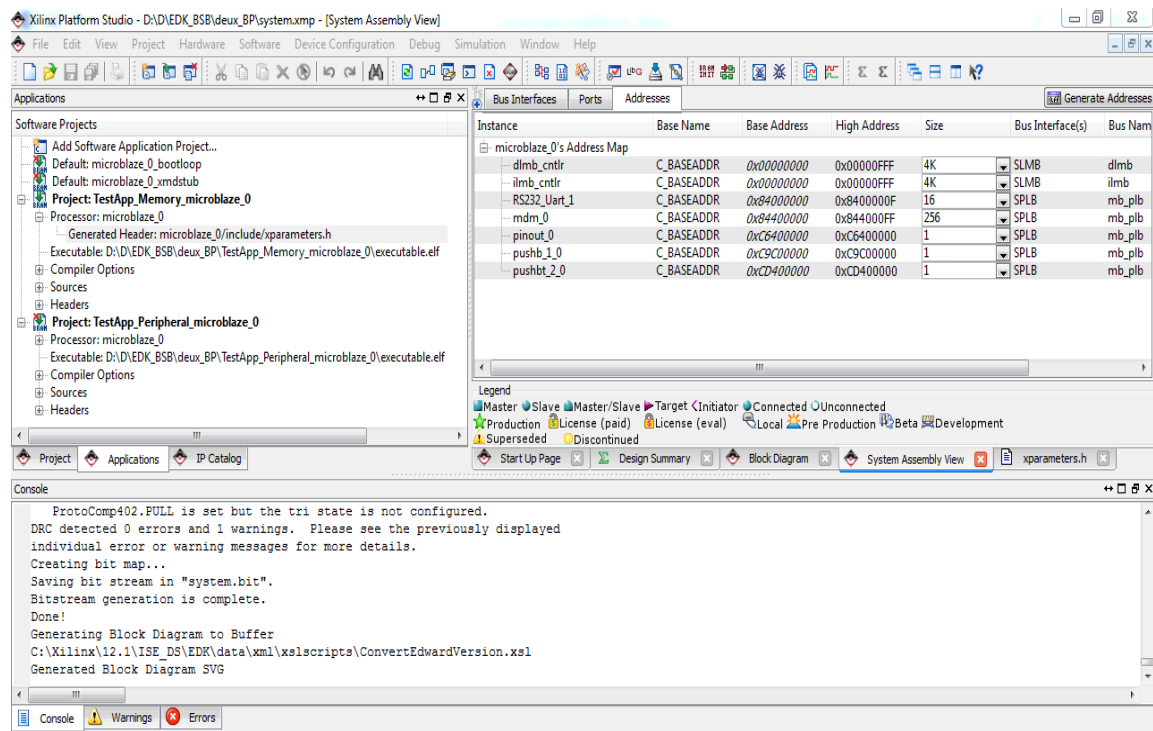 Xilinx Platform Studio - D:\D\EDK_BSB\deux_BP\system.xmp - [System Assembly View]
File Edit View Project Hardware Software Device Configuration Debug Simulation Window Help
Applications
Software Projects
Add Software Application Project...
Default: microblaze_0_bootloop
Default: microblaze_0_xmdstub
Project: TestApp_Memory_microblaze_0
Processor: microblaze_0
Generated Header: microblaze_0/include/xparameters.h
Executable: D:\D\EDK_BSB\deux_BP\TestApp_Memory_microblaze_0\executable.elf
Compiler Options
Sources
Headers
Project: TestApp_Peripheral_microblaze_0
Processor: microblaze_0
Executable: D:\D\EDK_BSB\deux_BP\TestApp_Peripheral_microblaze_0\executable.elf
Compiler Options
Sources
Headers
Project Applications IP Catalog
Bus Interfaces Ports Addresses Generate Addresses
Instance Base Name Base Address High Address Size Bus Interface(s) Bus Nam
microblaze_0's Address Map
dlmb_cntlr C_BASEADDR 0x00000000 0x00000FFF 4K SLMB dlmb
ilmb_cntlr C_BASEADDR 0x00000000 0x00000FFF 4K SLMB ilmb
RS232_Uart_1 C_BASEADDR 0x84000000 0x8400000F 16 SPLB mb_plb
mdm_0 C_BASEADDR 0x84400000 0x844000FF 256 SPLB mb_plb
pinout_0 C_BASEADDR 0xC6400000 0xC6400000 1 SPLB mb_plb
pushb_1_0 C_BASEADDR 0xC9C00000 0xC9C00000 1 SPLB mb_plb
pushbt_2_0 C_BASEADDR 0xCD400000 0xCD400000 1 SPLB mb_plb
Legend
Master Slave Master/Slave Target Initiator Connected Unconnected
Production License (paid) License (eval) Local Pre Production Beta Development
Superseded Discontinued
Start Up Page Design Summary Block Diagram System Assembly View xparameters.h
Console
ProtoComp402.PULL is set but the tri state is not configured.
DRC detected 0 errors and 1 warnings. Please see the previously displayed
individual error or warning messages for more details.
Creating bit map...
Saving bit stream in "system.bit".
Bitstream generation is complete.
Done!
Generating Block Diagram to Buffer
C:\Xilinx\12.1\ISE_DS\EDK\data\xml\xslscripts\ConvertEdwardVersion.xsl
Generated Block Diagram SVG
Console Warnings Errors